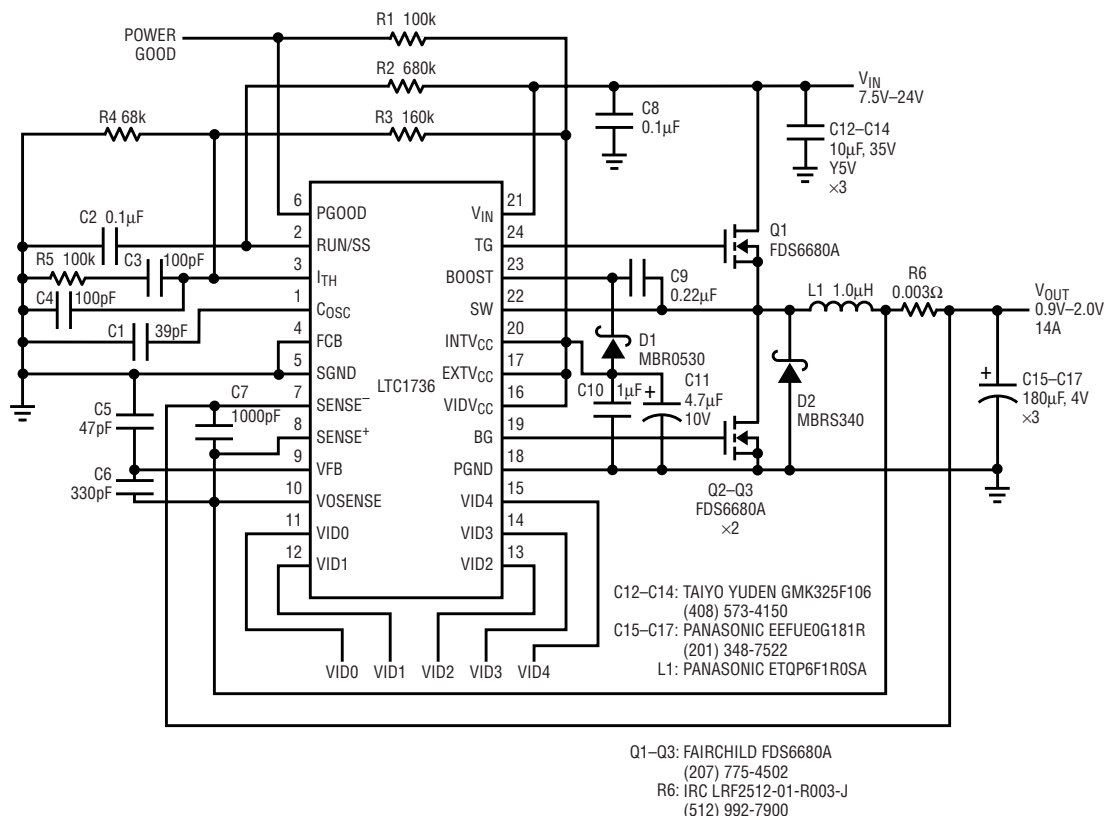 R1 100k
POWER
GOOD
R2 680k
VIN
7.5V–24V
R4 68k
R3 160k
C8
0.1µF
C12–C14
10µF, 35V
Y5V
×3
C2 0.1µF
R5 100k
C3 100pF
C4 100pF
C1 39pF
C5
47pF
C6
330pF
C7
1000pF
6 PGOOD
2 RUN/SS
3 ITH
1 COSC
4 FCB
5 SGND
7 SENSE–
8 SENSE+
9 VFB
10 VOSENSE
11 VID0
12 VID1
LTC1736
VIN 21
TG 24
BOOST 23
SW 22
INTVCC 20
EXTVCC 17
VIDVCC 16
BG 19
PGND 18
VID4 15
VID3 14
VID2 13
Q1
FDS6680A
C9
0.22µF
L1 1.0µH
R6
0.003Ω
VOUT
0.9V–2.0V
14A
D1
MBR0530
C10 1µF
+
C11
4.7µF
10V
D2
MBRS340
+
C15–C17
180µF, 4V
×3
Q2–Q3
FDS6680A
×2
C12–C14: TAIYO YUDEN GMK325F106
(408) 573-4150
C15–C17: PANASONIC EEFUE0G181R
(201) 348-7522
L1: PANASONIC ETQP6F1R0SA
VID0 VID1 VID2 VID3 VID4
Q1–Q3: FAIRCHILD FDS6680A
(207) 775-4502
R6: IRC LRF2512-01-R003-J
(512) 992-7900